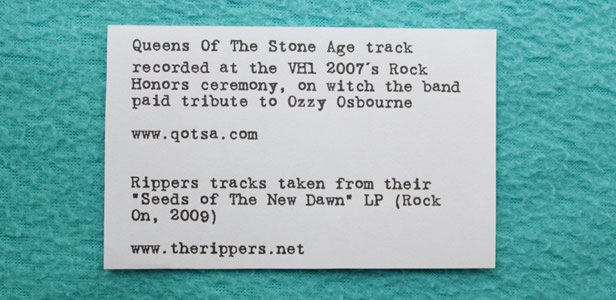 Queens Of The Stone Age track
recorded at the VH1 2007's Rock
Honors ceremony, on witch the band
paid tribute to Ozzy Osbourne
www.qotsa.com
Rippers tracks taken from their
"Seeds of The New Dawn" LP (Rock
On, 2009)
www.therippers.net